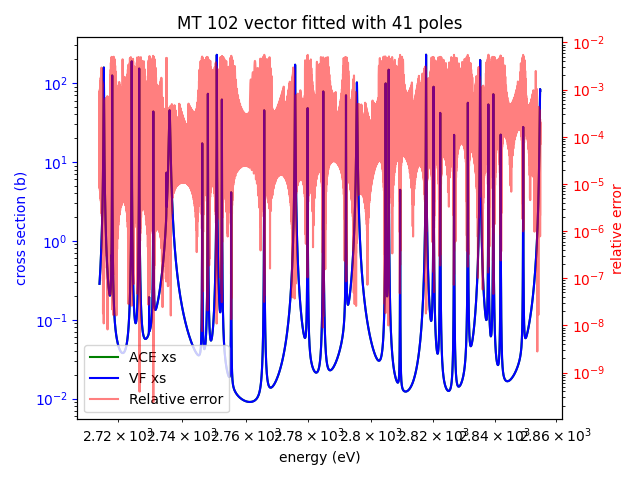 MT 102 vector fitted with 41 poles
cross section (b)
10²
10¹
10⁰
10⁻¹
10⁻²
10⁻²
10⁻³
10⁻⁴
10⁻⁵
10⁻⁶
10⁻⁷
10⁻⁸
10⁻⁹
relative error
ACE xs
VF xs
Relative error
2.72 × 10³ 2.74 × 10³ 2.76 × 10³ 2.78 × 10³ 2.8 × 10³ 2.82 × 10³ 2.84 × 10³ 2.86 × 10³
energy (eV)